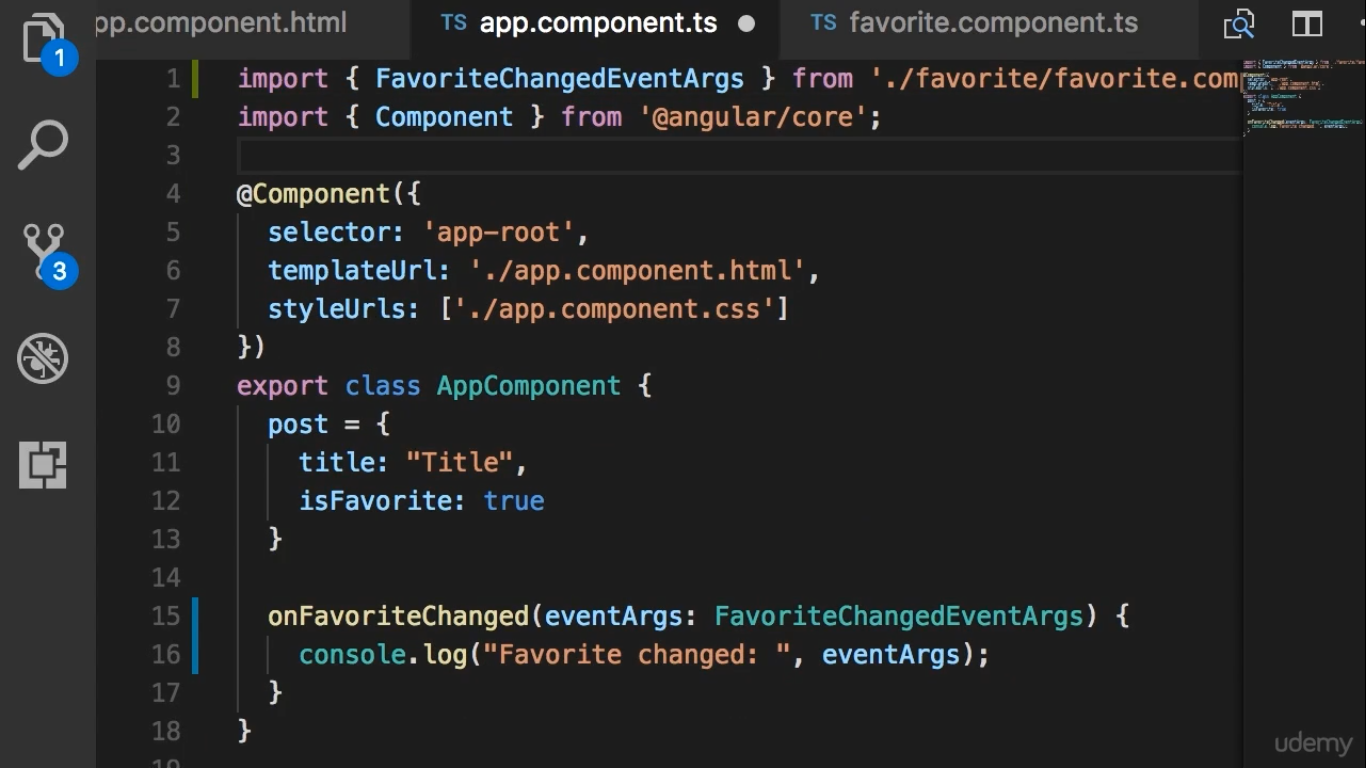 pp.component.html
TS app.component.ts
TS favorite.component.ts
1
3
1 import { FavoriteChangedEventArgs } from './favorite/favorite.com
2 import { Component } from '@angular/core';
3
4 @Component({
5 selector: 'app-root',
6 templateUrl: './app.component.html',
7 styleUrls: ['./app.component.css']
8 })
9 export class AppComponent {
10 post = {
11 title: "Title",
12 isFavorite: true
13 }
14
15 onFavoriteChanged(eventArgs: FavoriteChangedEventArgs) {
16 console.log("Favorite changed: ", eventArgs);
17 }
18 }
19
udemy